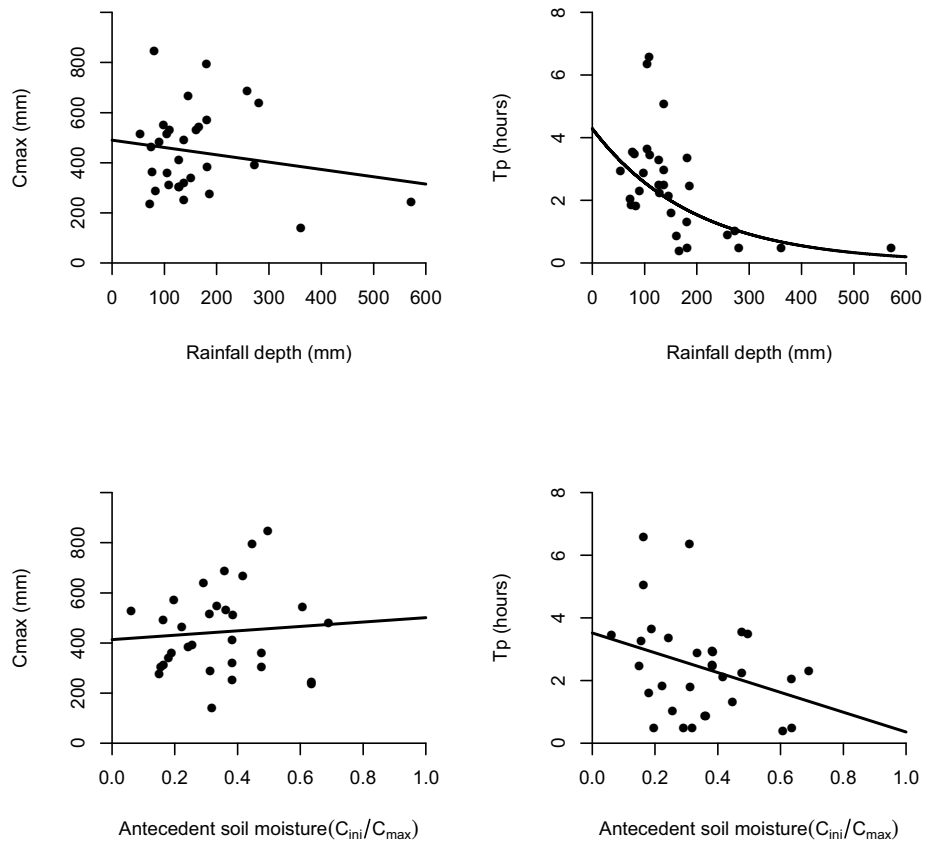 Cmax (mm)
0 200 400 600 800
0 100 200 300 400 500 600
Rainfall depth (mm)
Tp (hours)
0 2 4 6 8
0 100 200 300 400 500 600
Rainfall depth (mm)
Cmax (mm)
0 200 400 600 800
0.0 0.2 0.4 0.6 0.8 1.0
Antecedent soil moisture(Cini/Cmax)
Tp (hours)
0 2 4 6 8
0.0 0.2 0.4 0.6 0.8 1.0
Antecedent soil moisture(Cini/Cmax)